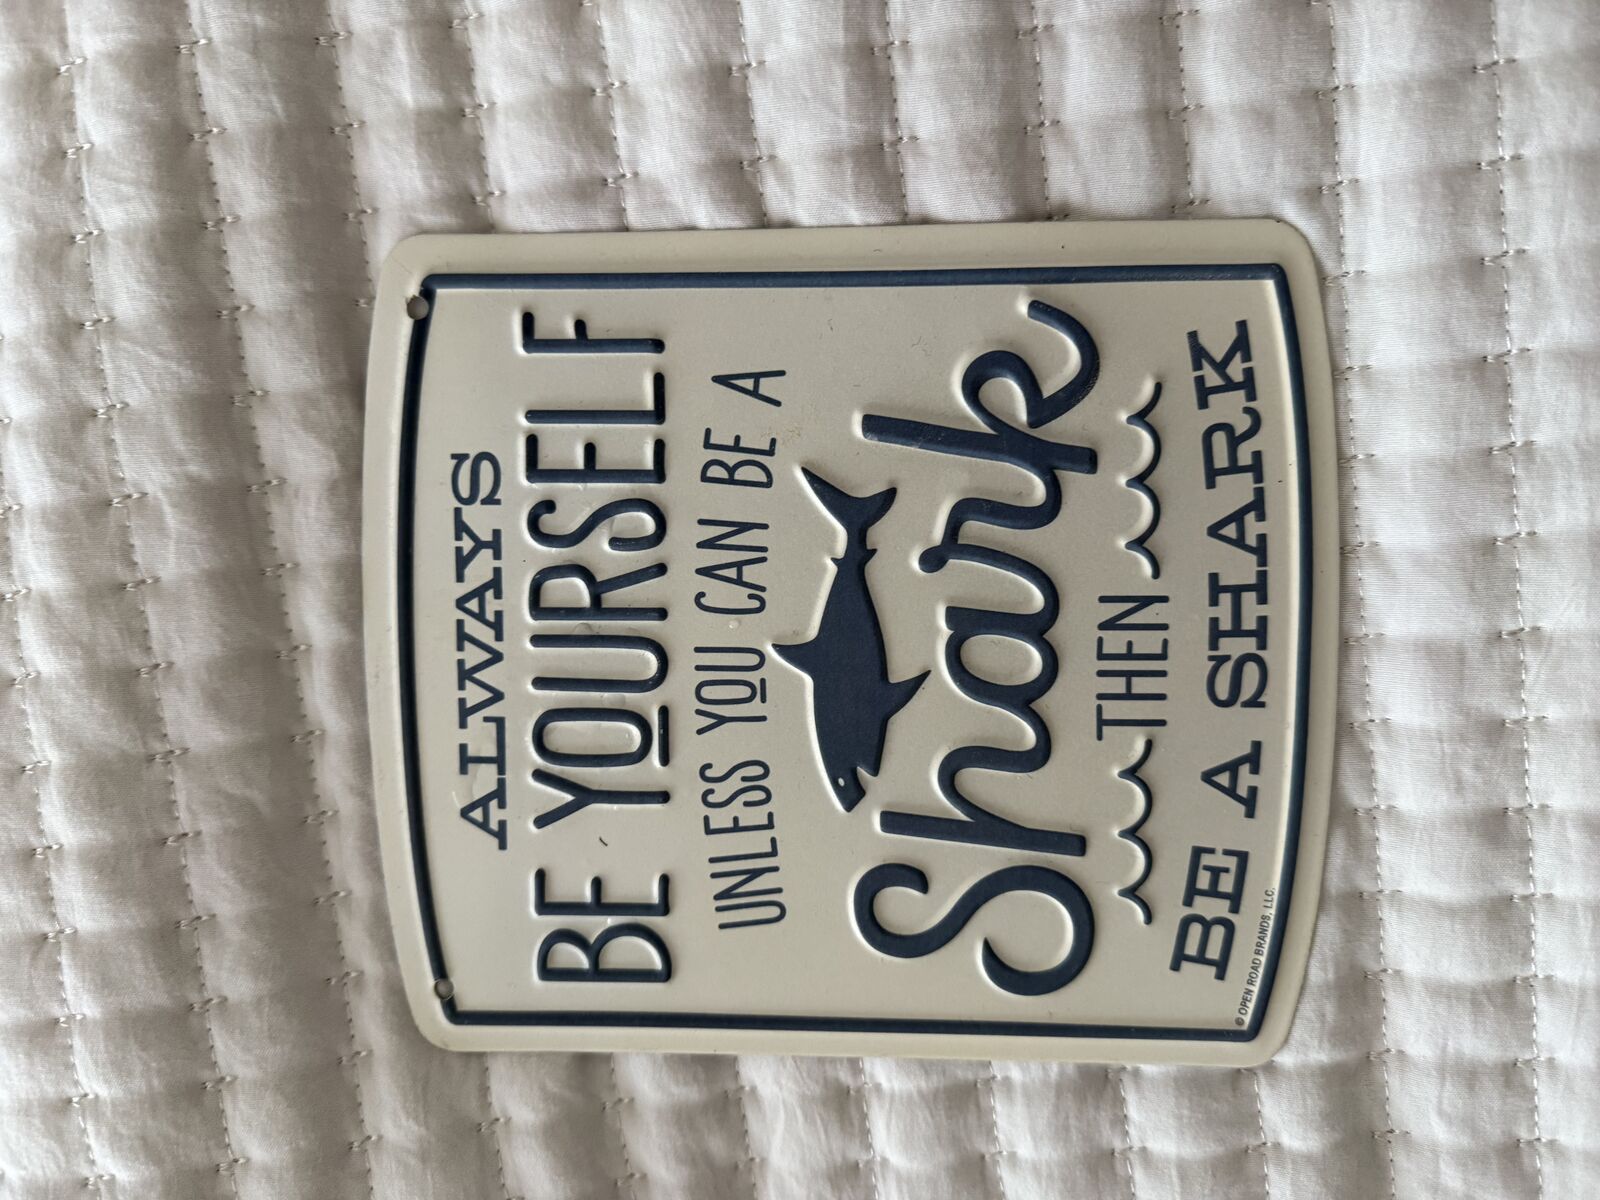 ALWAYS
BE YOURSELF
UNLESS YOU CAN BE A
Shark
THEN
BE A SHARK
© OPEN ROAD BRANDS, LLC.